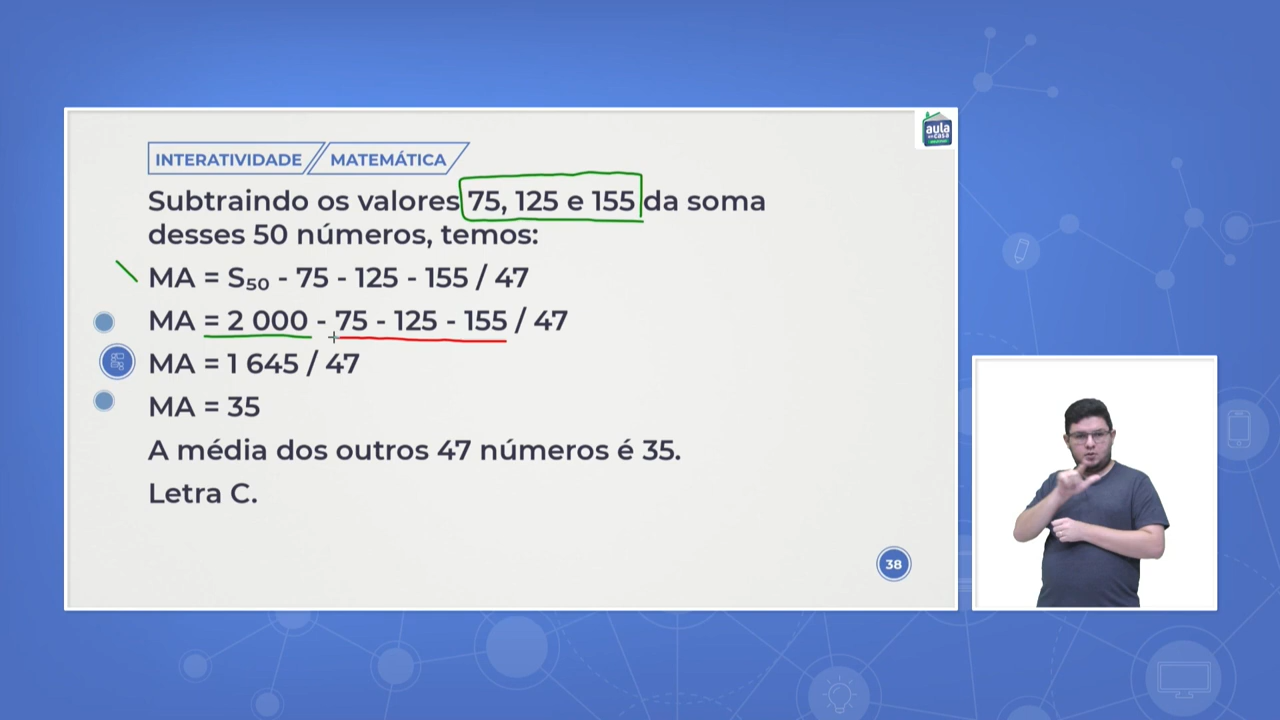 aula
em casa
INTERATIVIDADE MATEMÁTICA
Subtraindo os valores 75, 125 e 155 da soma
desses 50 números, temos:
MA = S₅₀ - 75 - 125 - 155 / 47
MA = 2 000 - 75 - 125 - 155 / 47
MA = 1 645 / 47
MA = 35
A média dos outros 47 números é 35.
Letra C.
38